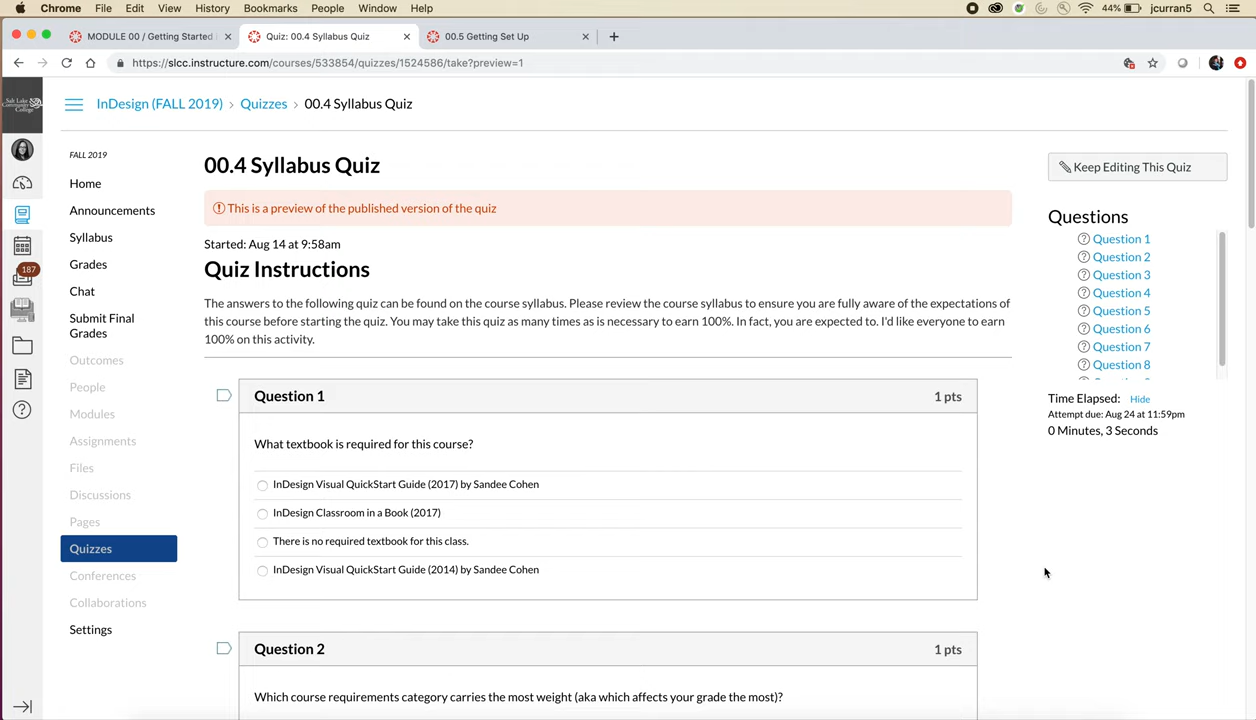 Chrome File Edit View History Bookmarks People Window Help 44% jcurran5
MODULE 00 / Getting Started Quiz: 00.4 Syllabus Quiz 00.5 Getting Set Up
https://slcc.instructure.com/courses/533854/quizzes/1524586/take?preview=1
Salt Lake
Community
College
InDesign (FALL 2019) › Quizzes › 00.4 Syllabus Quiz
FALL 2019
Home
Announcements
Syllabus
Grades
Chat
Submit Final
Grades
Outcomes
People
Modules
Assignments
Files
Discussions
Pages
Quizzes
Conferences
Collaborations
Settings
187
00.4 Syllabus Quiz
This is a preview of the published version of the quiz
Started: Aug 14 at 9:58am
Quiz Instructions
The answers to the following quiz can be found on the course syllabus. Please review the course syllabus to ensure you are fully aware of the expectations of
this course before starting the quiz. You may take this quiz as many times as is necessary to earn 100%. In fact, you are expected to. I'd like everyone to earn
100% on this activity.
Question 1 1 pts
What textbook is required for this course?
InDesign Visual QuickStart Guide (2017) by Sandee Cohen
InDesign Classroom in a Book (2017)
There is no required textbook for this class.
InDesign Visual QuickStart Guide (2014) by Sandee Cohen
Question 2 1 pts
Which course requirements category carries the most weight (aka which affects your grade the most)?
Keep Editing This Quiz
Questions
Question 1
Question 2
Question 3
Question 4
Question 5
Question 6
Question 7
Question 8
Time Elapsed: Hide
Attempt due: Aug 24 at 11:59pm
0 Minutes, 3 Seconds